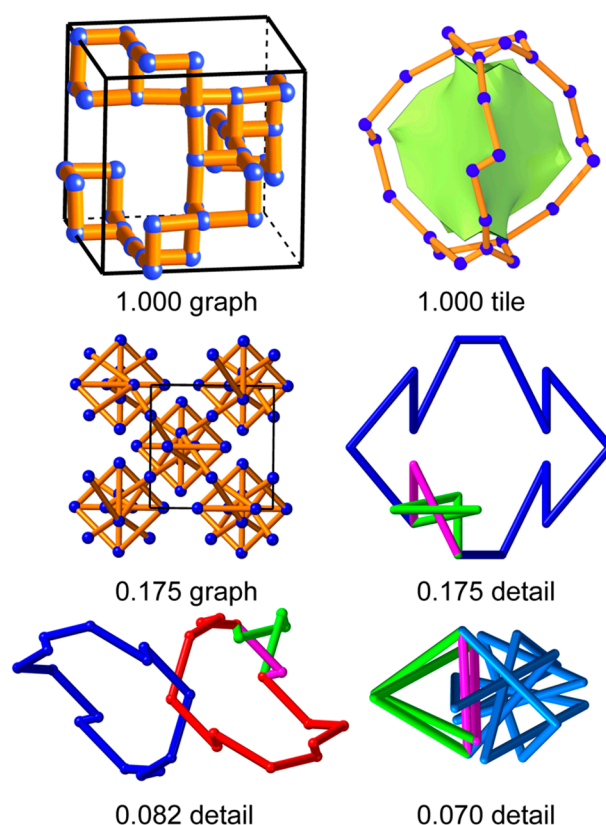 1.000 graph
1.000 tile
0.175 graph
0.175 detail
0.082 detail
0.070 detail